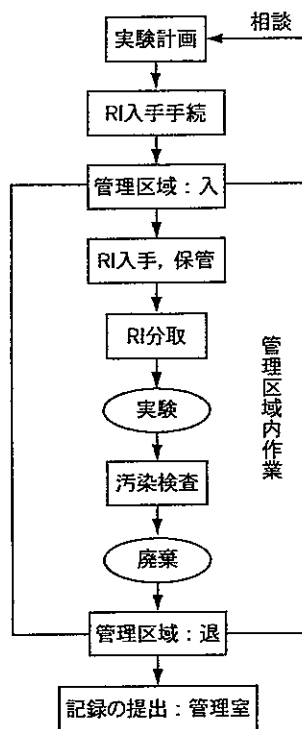 相談
実験計画
RI入手手続
管理区域：入
RI入手，保管
RI分取
実験
汚染検査
廃棄
管理区域：退
記録の提出：管理室
管理区域内作業